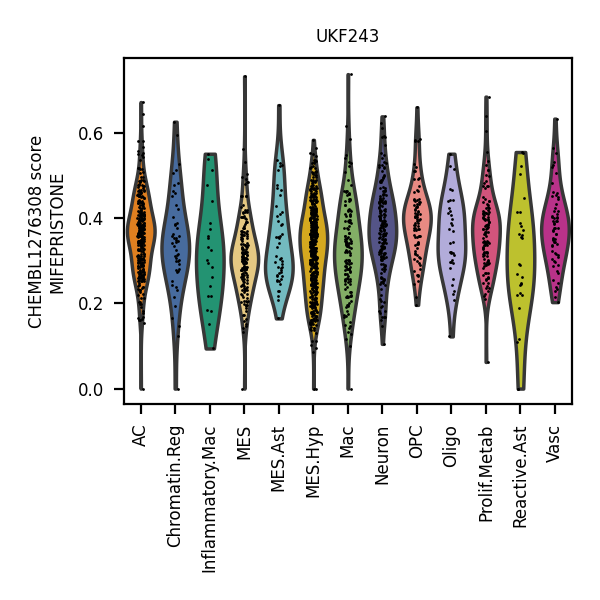 UKF243
CHEMBL1276308 score
MIFEPRISTONE
0.6
0.4
0.2
0.0
AC
Chromatin.Reg
Inflammatory.Mac
MES
MES.Ast
MES.Hyp
Mac
Neuron
OPC
Oligo
Prolif.Metab
Reactive.Ast
Vasc